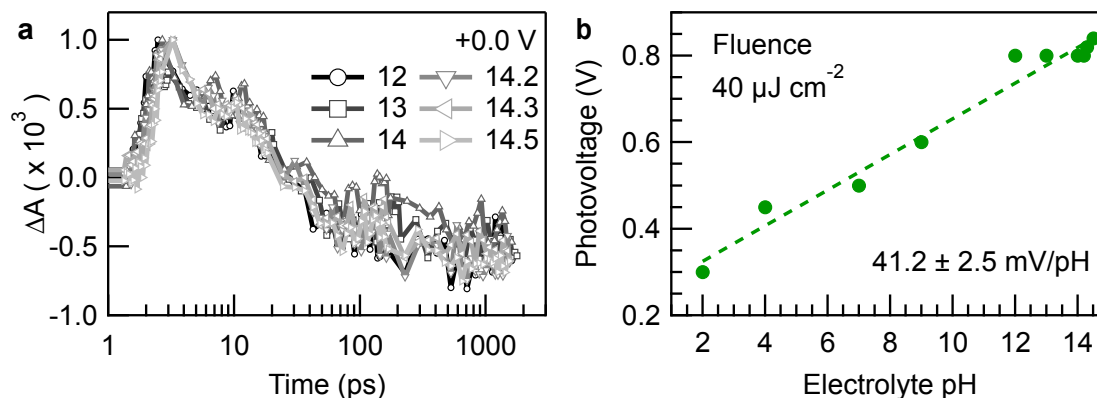 a
+0.0 V
12 14.2
13 14.3
14 14.5
ΔA ( x 10³)
1.0
0.5
0.0
-0.5
-1.0
1 10 100 1000
Time (ps)
b
Fluence
40 µJ cm⁻²
41.2 ± 2.5 mV/pH
Photovoltage (V)
0.8
0.6
0.4
0.2
2 4 6 8 10 12 14
Electrolyte pH